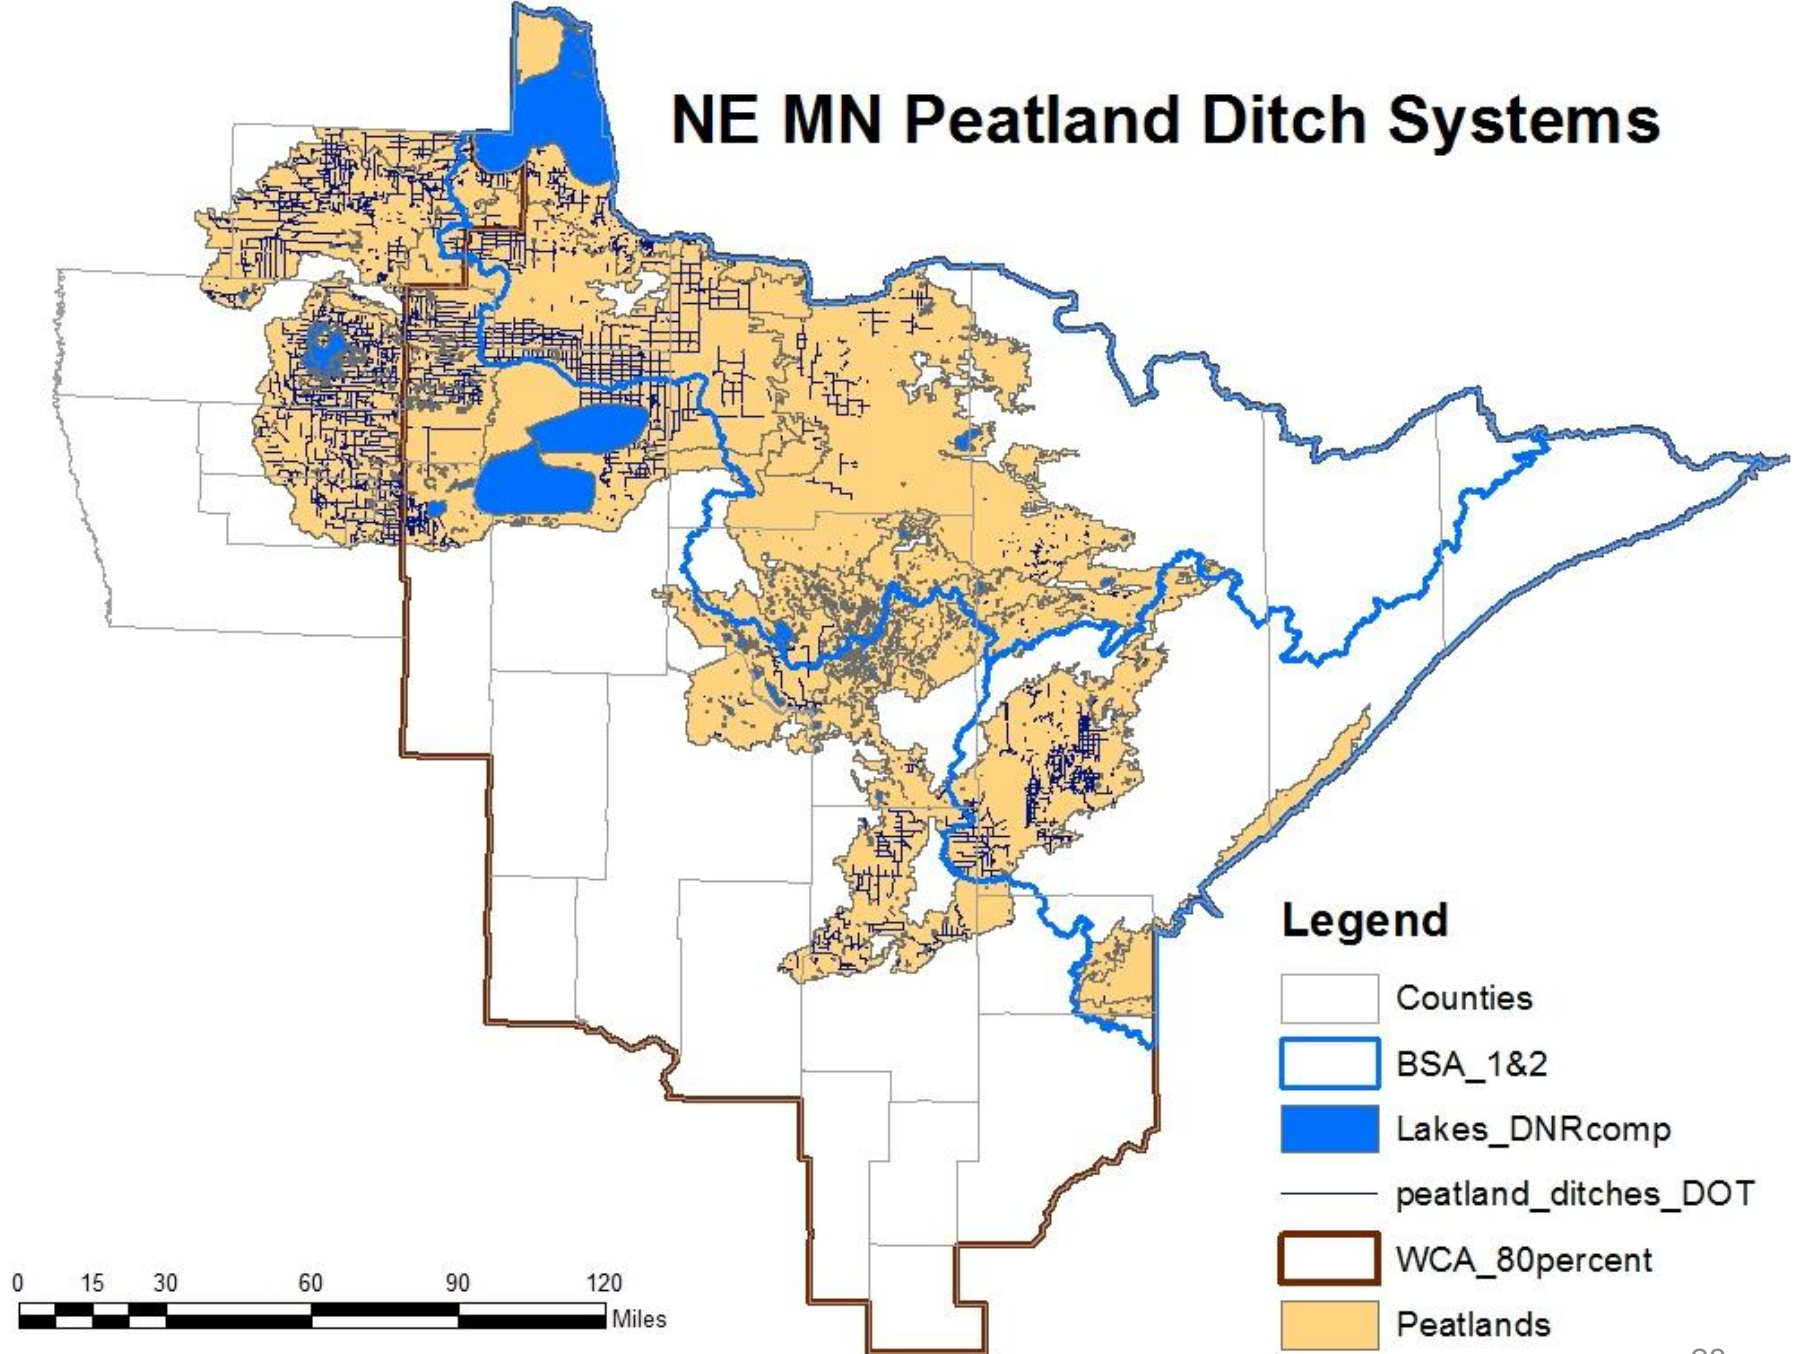 NE MN Peatland Ditch Systems
Legend
Counties
BSA_1&2
Lakes_DNRcomp
peatland_ditches_DOT
WCA_80percent
Peatlands
0 15 30 60 90 120
Miles